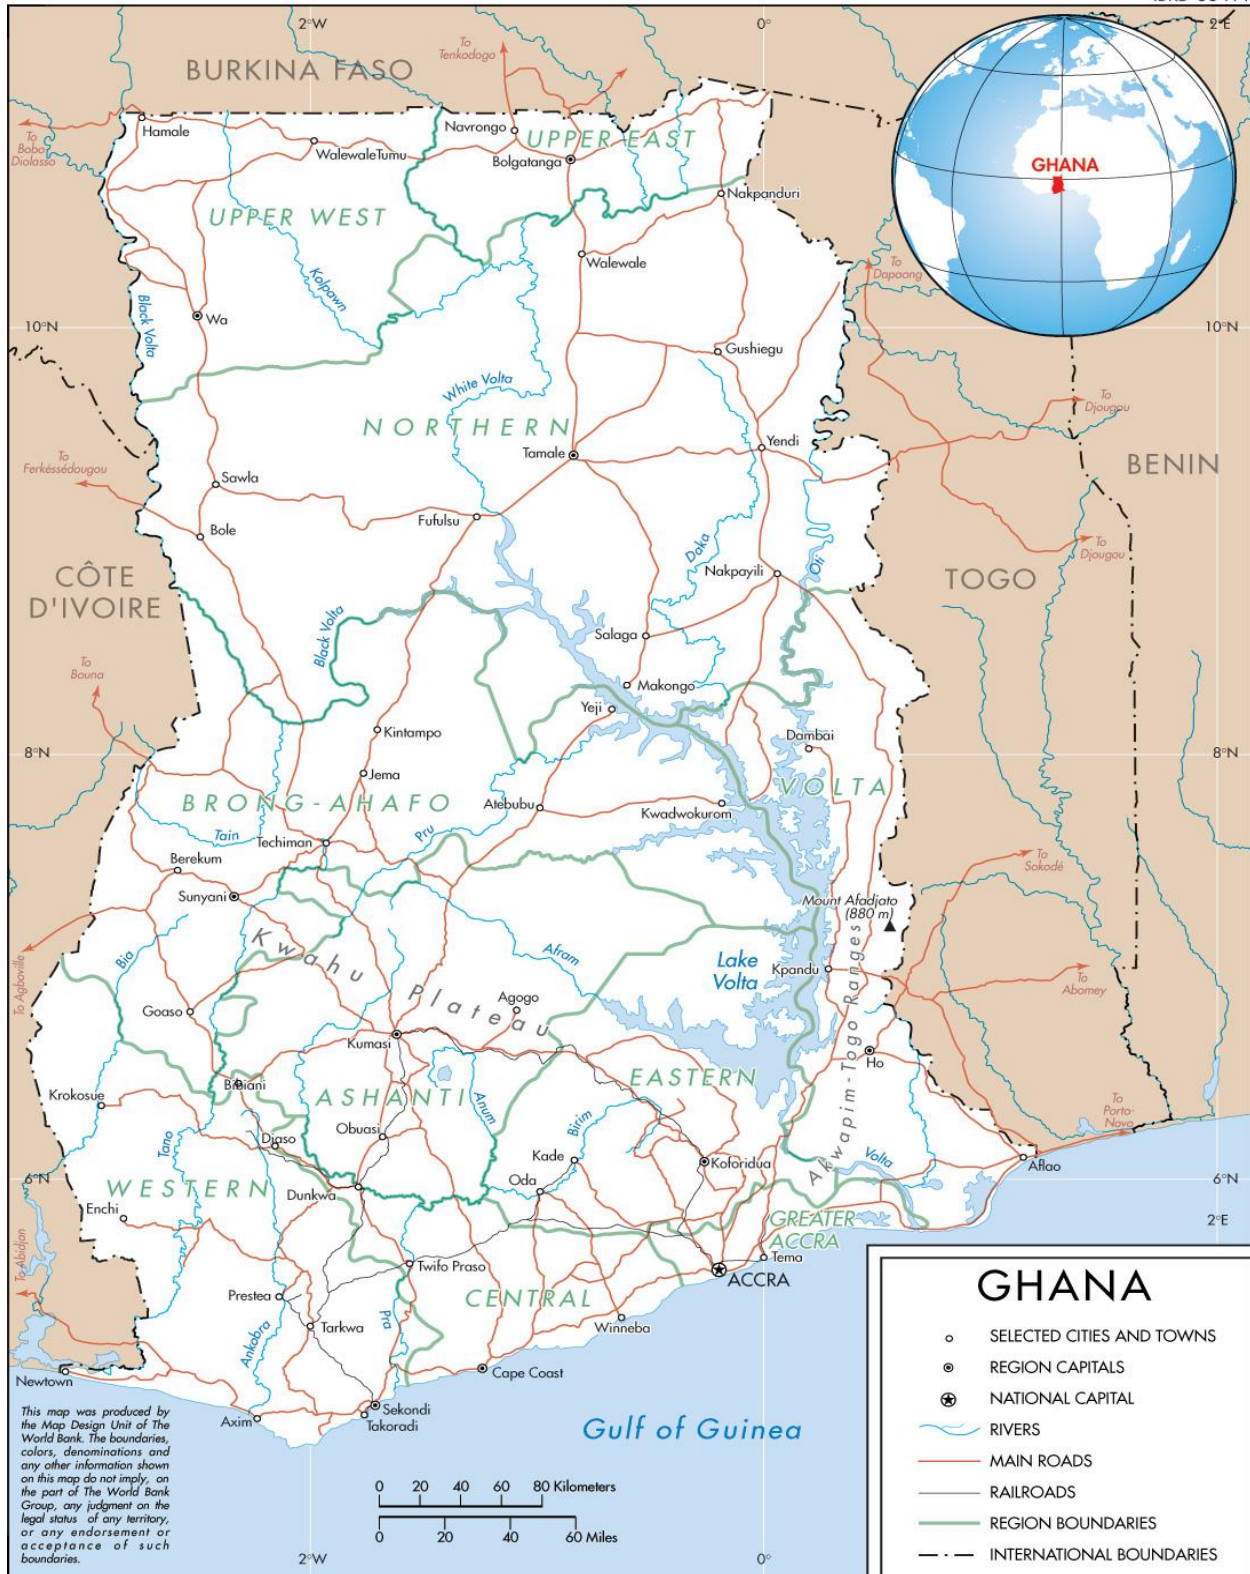 2°W
0°
2°E
BURKINA FASO
To
Tenkodogo
To
Bobo-
Diolasso
Hamale
WalewaleTumu
Navrongo
UPPER EAST
Bolgatanga
Nakpanduri
UPPER WEST
GHANA
Walewale
Kolpawn
Black Volta
Wa
To
Dapaong
10°N
10°N
Gushiegu
White Volta
To
Djougou
NORTHERN
Tamale
Yendi
BENIN
To
Ferkéssédougou
Sawla
Fufulsu
Bole
Daka
Oti
To
Djougou
Nakpayili
CÔTE
D'IVOIRE
TOGO
Black Volta
Salaga
To
Bouna
Makongo
Yeji
Kintampo
Dambai
8°N
8°N
Jema
VOLTA
BRONG-AHAFO
Atebubu
Kwadwokurom
Tain
Techiman
Pru
Berekum
To
Sokodé
Sunyani
Mount Afadjato
(880 m)
Kwahu Plateau
Afram
Bia
Lake
Volta
Kpandu
To
Abomey
To Agboville
Agogo
Goaso
Akwapim-Togo Ranges
Kumasi
Ho
Bibiani
EASTERN
Krokosue
ASHANTI
Anum
To
Porto-
Novo
Obuasi
Birim
Tano
Diaso
Kade
Koforidua
Volta
Aflao
6°N
6°N
WESTERN
Dunkwa
Oda
Enchi
GREATER
ACCRA
2°E
To Abidjan
Twifo Praso
Tema
ACCRA
Prestea
CENTRAL
Tarkwa
Pra
Winneba
Ankobra
Newtown
Cape Coast
Axim
Sekondi
Takoradi
Gulf of Guinea
This map was produced by
the Map Design Unit of The
World Bank. The boundaries,
colors, denominations and
any other information shown
on this map do not imply, on
the part of The World Bank
Group, any judgment on the
legal status of any territory,
or any endorsement or
acceptance of such
boundaries.
0 20 40 60 80 Kilometers
0 20 40 60 Miles
2°W
0°
GHANA
SELECTED CITIES AND TOWNS
REGION CAPITALS
NATIONAL CAPITAL
RIVERS
MAIN ROADS
RAILROADS
REGION BOUNDARIES
INTERNATIONAL BOUNDARIES